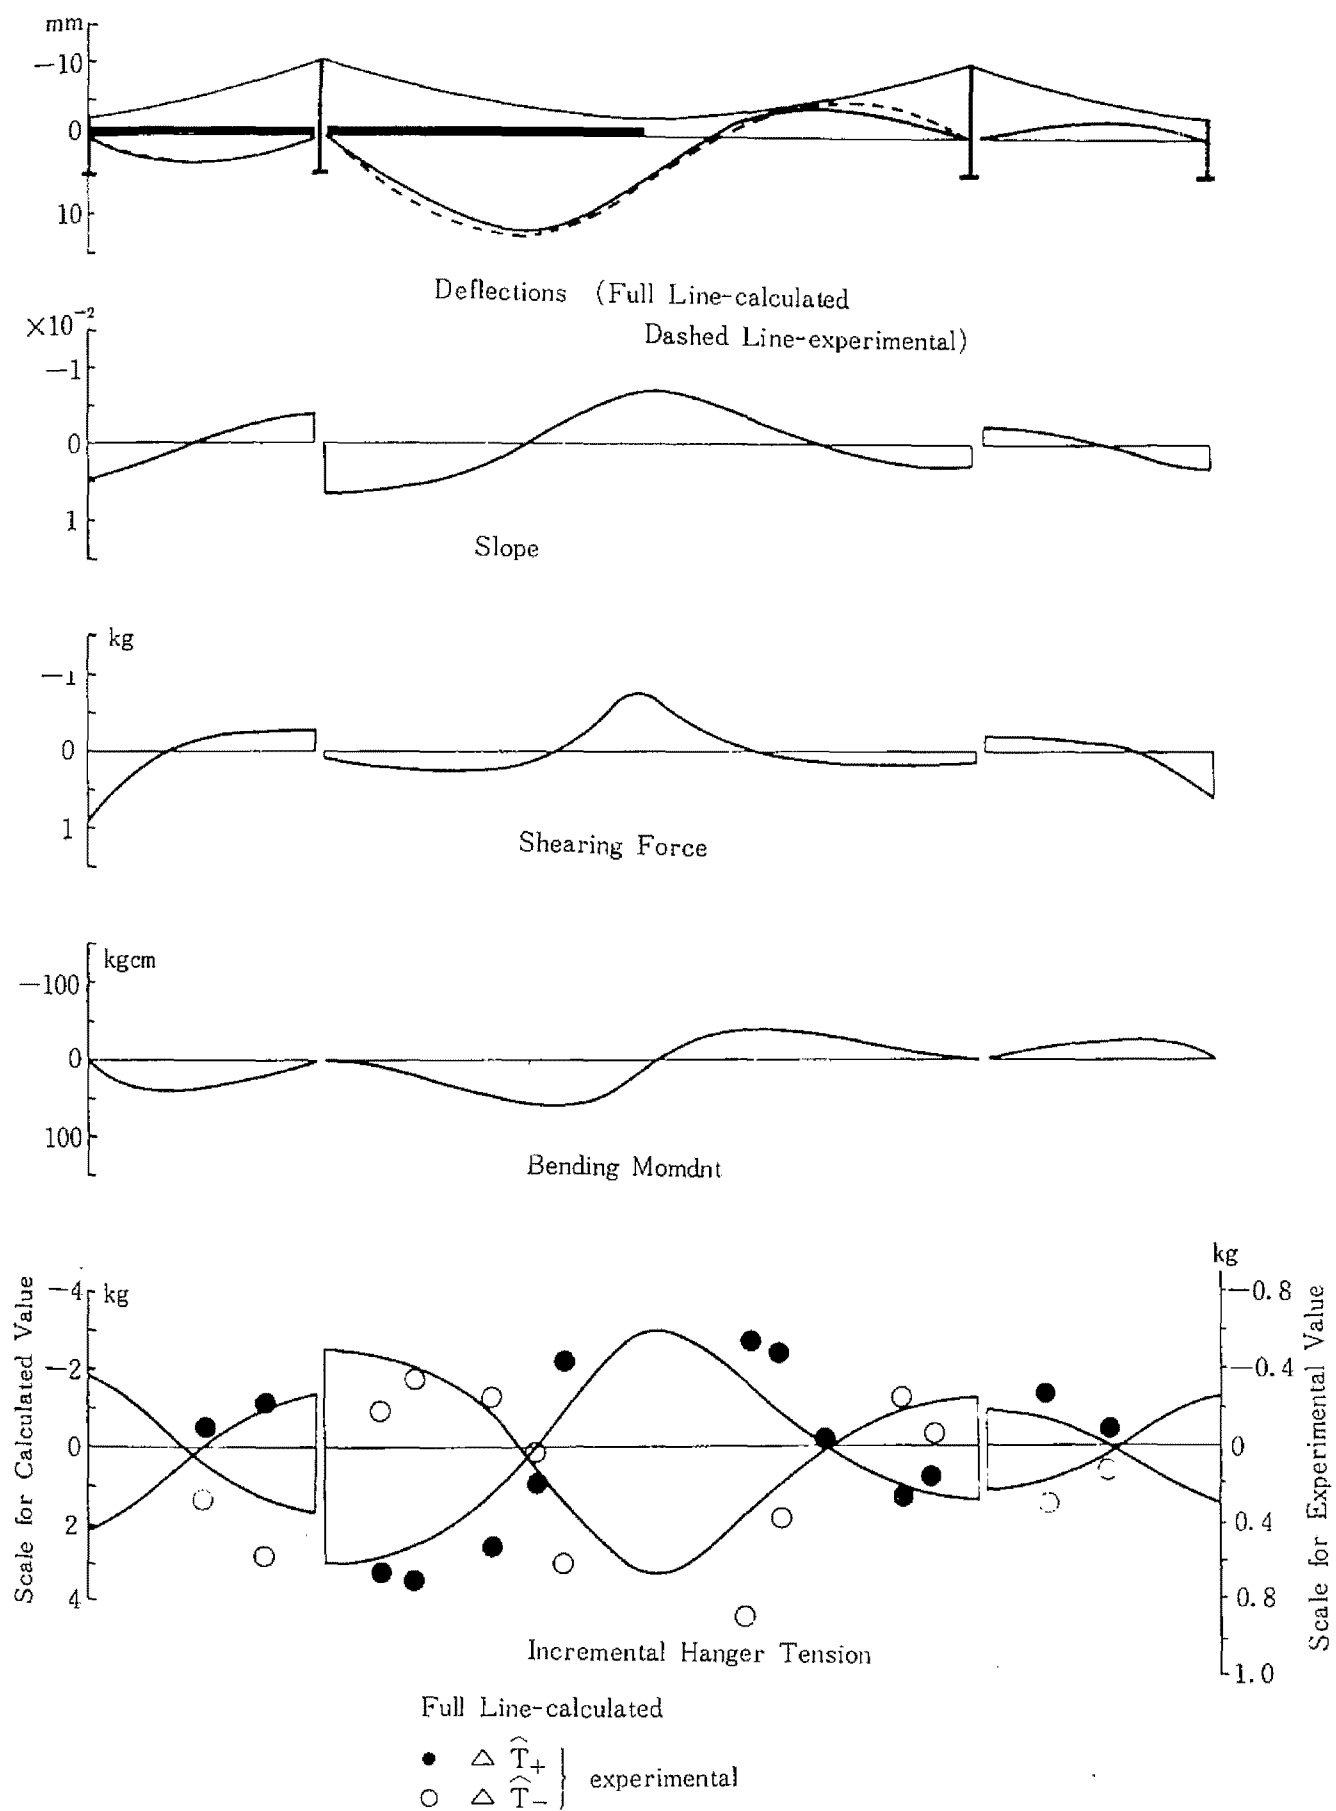 mm
−10
0
10
Deflections (Full Line-calculated
Dashed Line-experimental)
×10⁻²
−1
0
1
Slope
kg
−1
0
1
Shearing Force
kgcm
−100
0
100
Bending Momdnt
Scale for Calculated Value
−4
kg
−2
0
2
4
kg
−0.8
−0.4
0
0.4
0.8
1.0
Scale for Experimental Value
Incremental Hanger Tension
Full Line-calculated
● △ T̂₊
○ △ T̂₋
} experimental